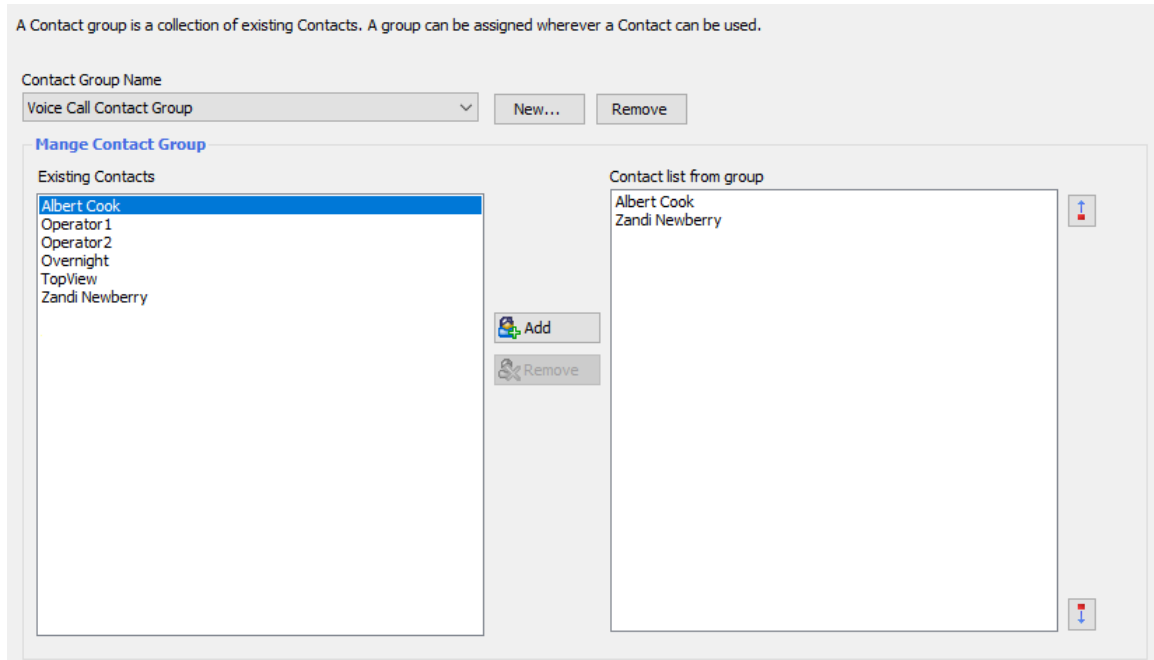 A Contact group is a collection of existing Contacts. A group can be assigned wherever a Contact can be used.
Contact Group Name
Voice Call Contact Group
New...
Remove
Mange Contact Group
Existing Contacts
Albert Cook
Operator1
Operator2
Overnight
TopView
Zandi Newberry
Add
Remove
Contact list from group
Albert Cook
Zandi Newberry